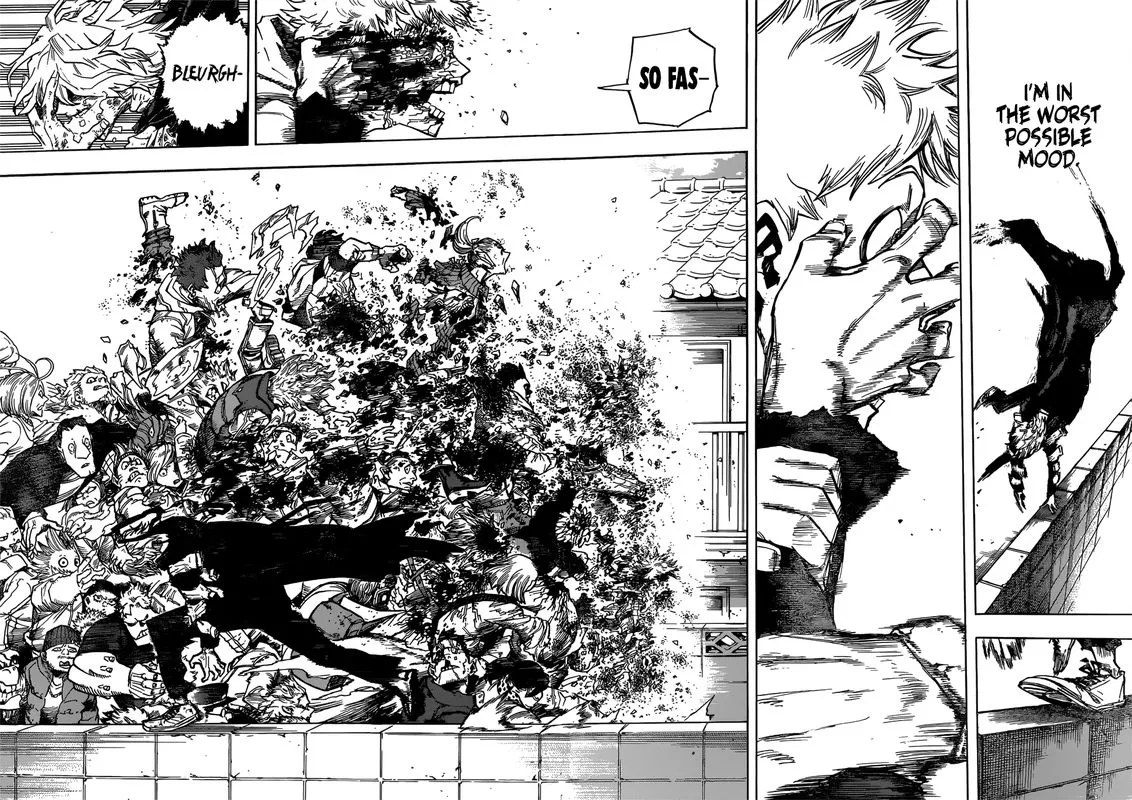 I'M IN
THE WORST
POSSIBLE
MOOD.
SO FAS-
BLEURGH-